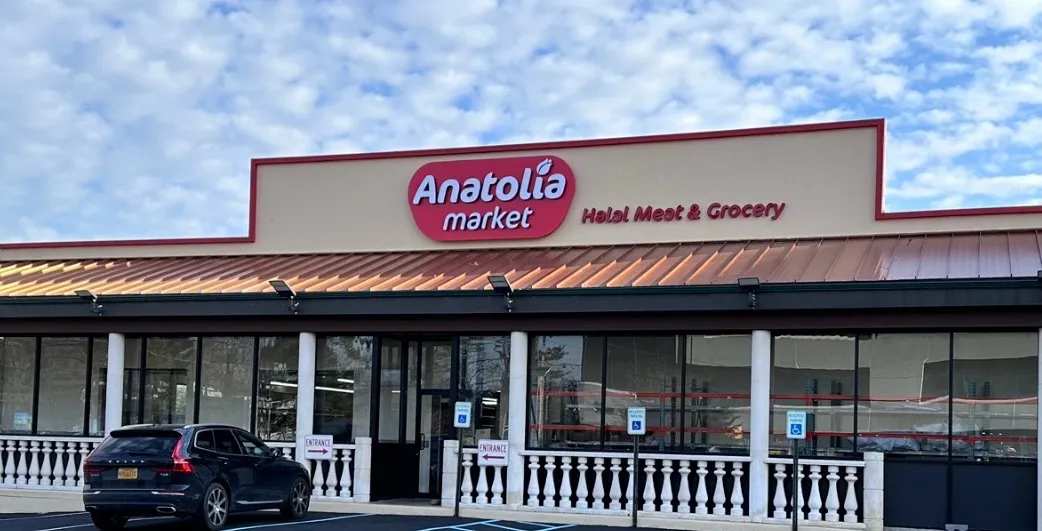 Anatolia
market
Halal Meat & Grocery
ENTRANCE
ENTRANCE